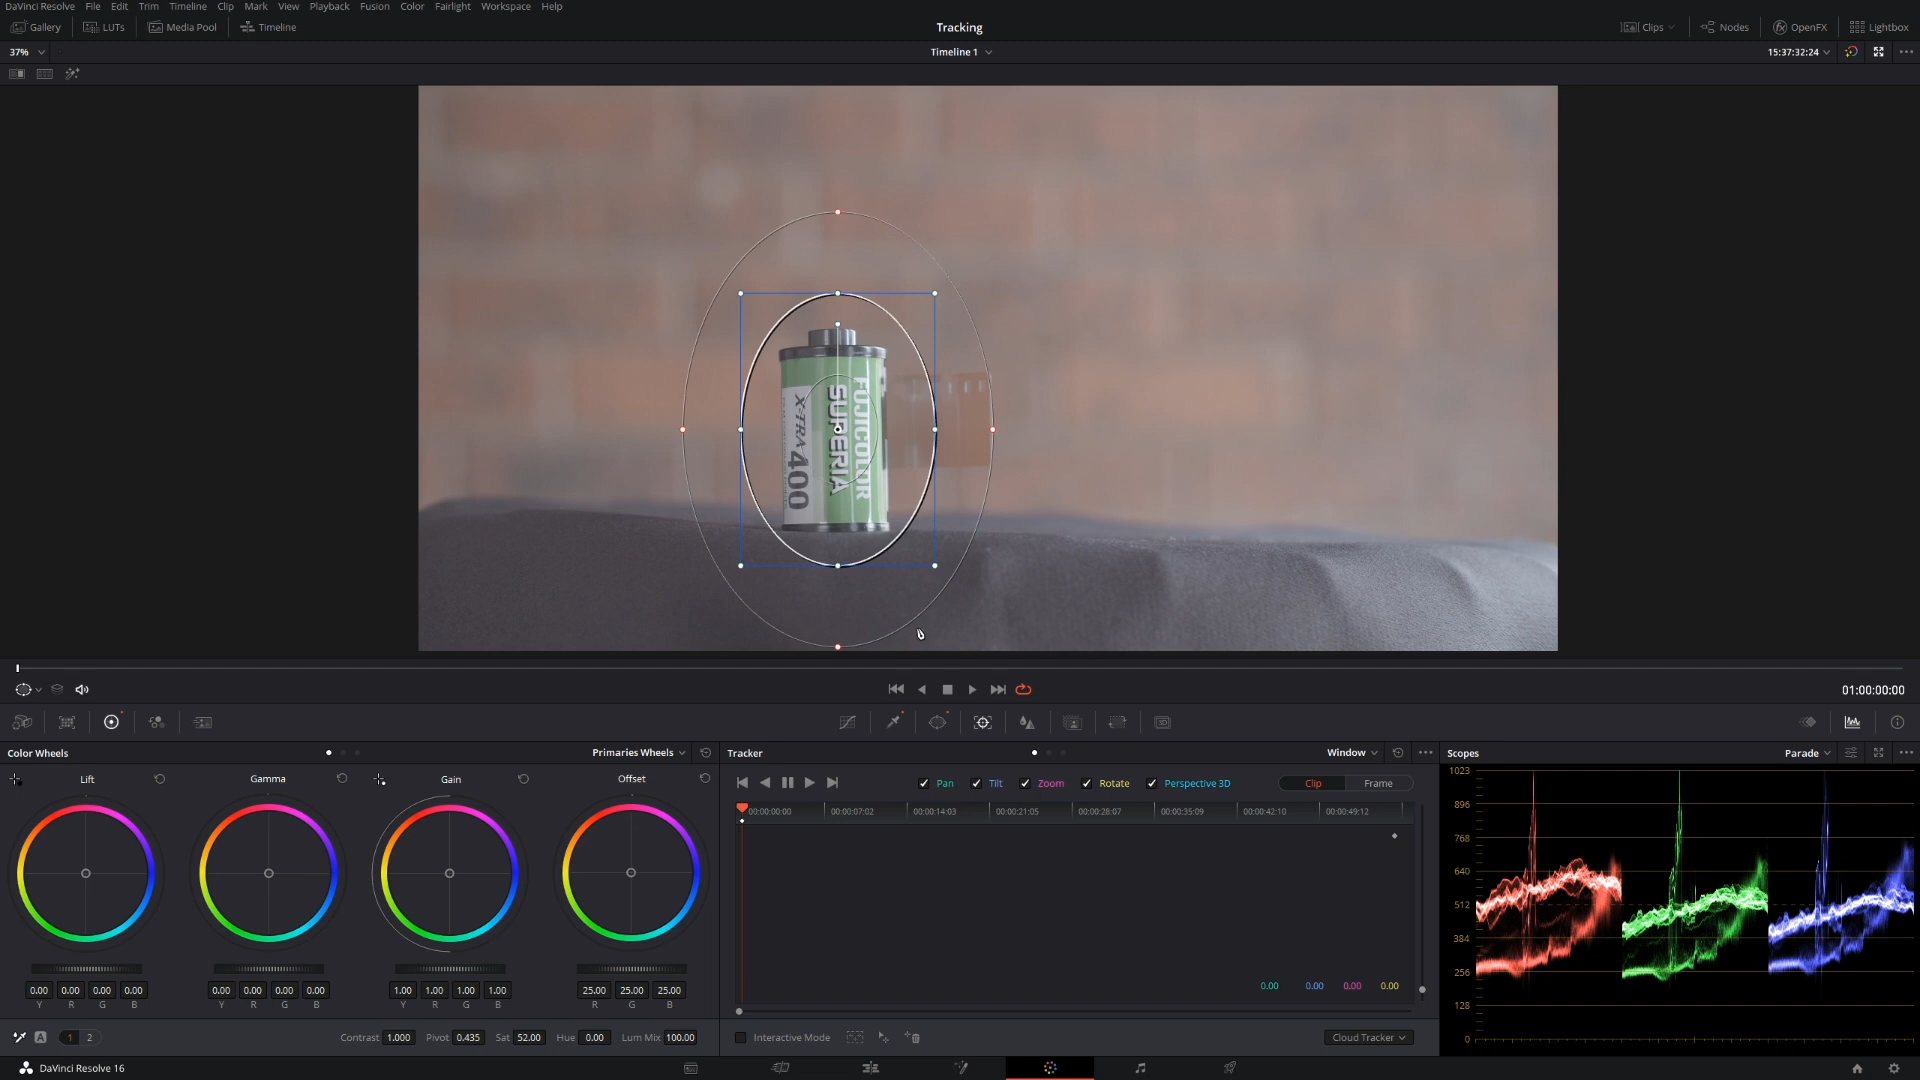 DaVinci Resolve File Edit Trim Timeline Clip Mark View Playback Fusion Color Fairlight Workspace Help
Gallery LUTs Media Pool Timeline Tracking Clips Nodes OpenFX Lightbox
37% Timeline 1 15:37:32:24
FUJICOLOR
SUPERIA
X-TRA 400
01:00:00:00
Color Wheels Primaries Wheels Tracker Window Scopes Parade
Lift Gamma Gain Offset
Pan Tilt Zoom Rotate Perspective 3D Clip Frame
00:00:00:00 00:00:07:02 00:00:14:03 00:00:21:05 00:00:28:07 00:00:35:09 00:00:42:10 00:00:49:12
1023
896
768
640
512
384
256
128
0
0.00 0.00 0.00 0.00
0.00 0.00 0.00 0.00 0.00 0.00 0.00 0.00 1.00 1.00 1.00 1.00 25.00 25.00 25.00
Y R G B Y R G B Y R G B R G B
A 1 2 Contrast 1.000 Pivot 0.435 Sat 52.00 Hue 0.00 Lum Mix 100.00
Interactive Mode Cloud Tracker
DaVinci Resolve 16